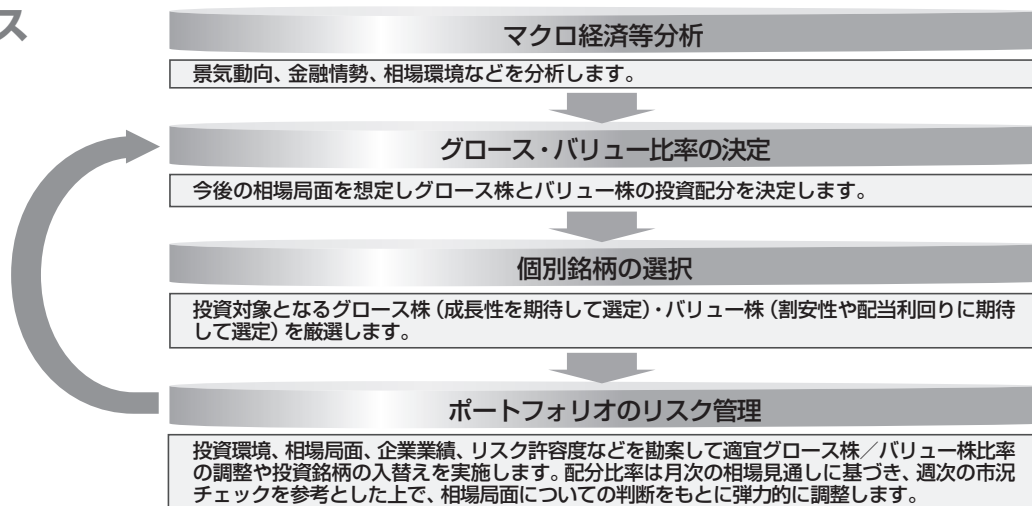 ス
マクロ経済等分析
景気動向、金融情勢、相場環境などを分析します。
グロース・バリュー比率の決定
今後の相場局面を想定しグロース株とバリュー株の投資配分を決定します。
個別銘柄の選択
投資対象となるグロース株(成長性を期待して選定)・バリュー株(割安性や配当利回りに期待
して選定)を厳選します。
ポートフォリオのリスク管理
投資環境、相場局面、企業業績、リスク許容度などを勘案して適宜グロース株/バリュー株比率
の調整や投資銘柄の入替えを実施します。配分比率は月次の相場見通しに基づき、週次の市況
チェックを参考とした上で、相場局面についての判断をもとに弾力的に調整します。